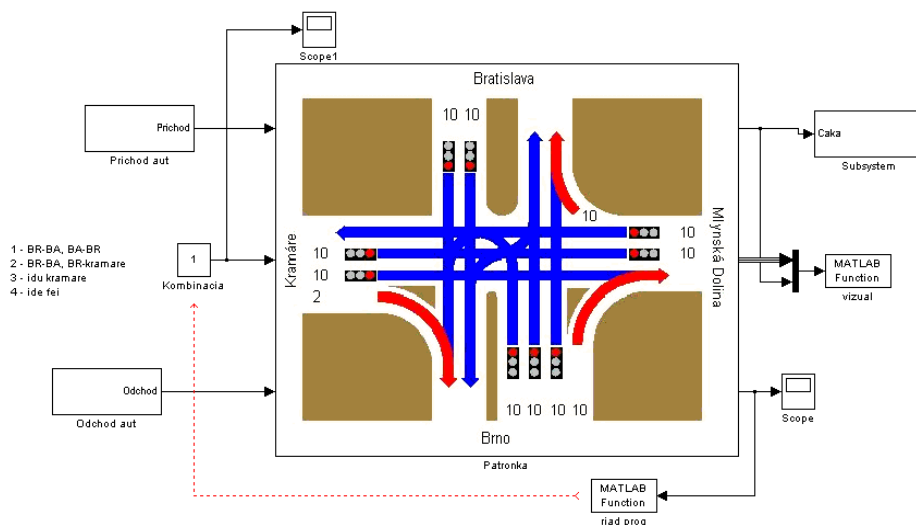 Scope1
Bratislava
Prichod
Prichod aut
10 10
Caka
Subsystem
10
1 - BR-BA, BA-BR
2 - BR-BA, BR-kramare
3 - idu kramare
4 - ide fei
1
Kombinacia
Kramáre
10
10
2
10
10
Mlynská Dolina
MATLAB
Function
vizual
Odchod
Odchod aut
10 10 10 10
Brno
Patronka
Scope
MATLAB
Function
riad prog